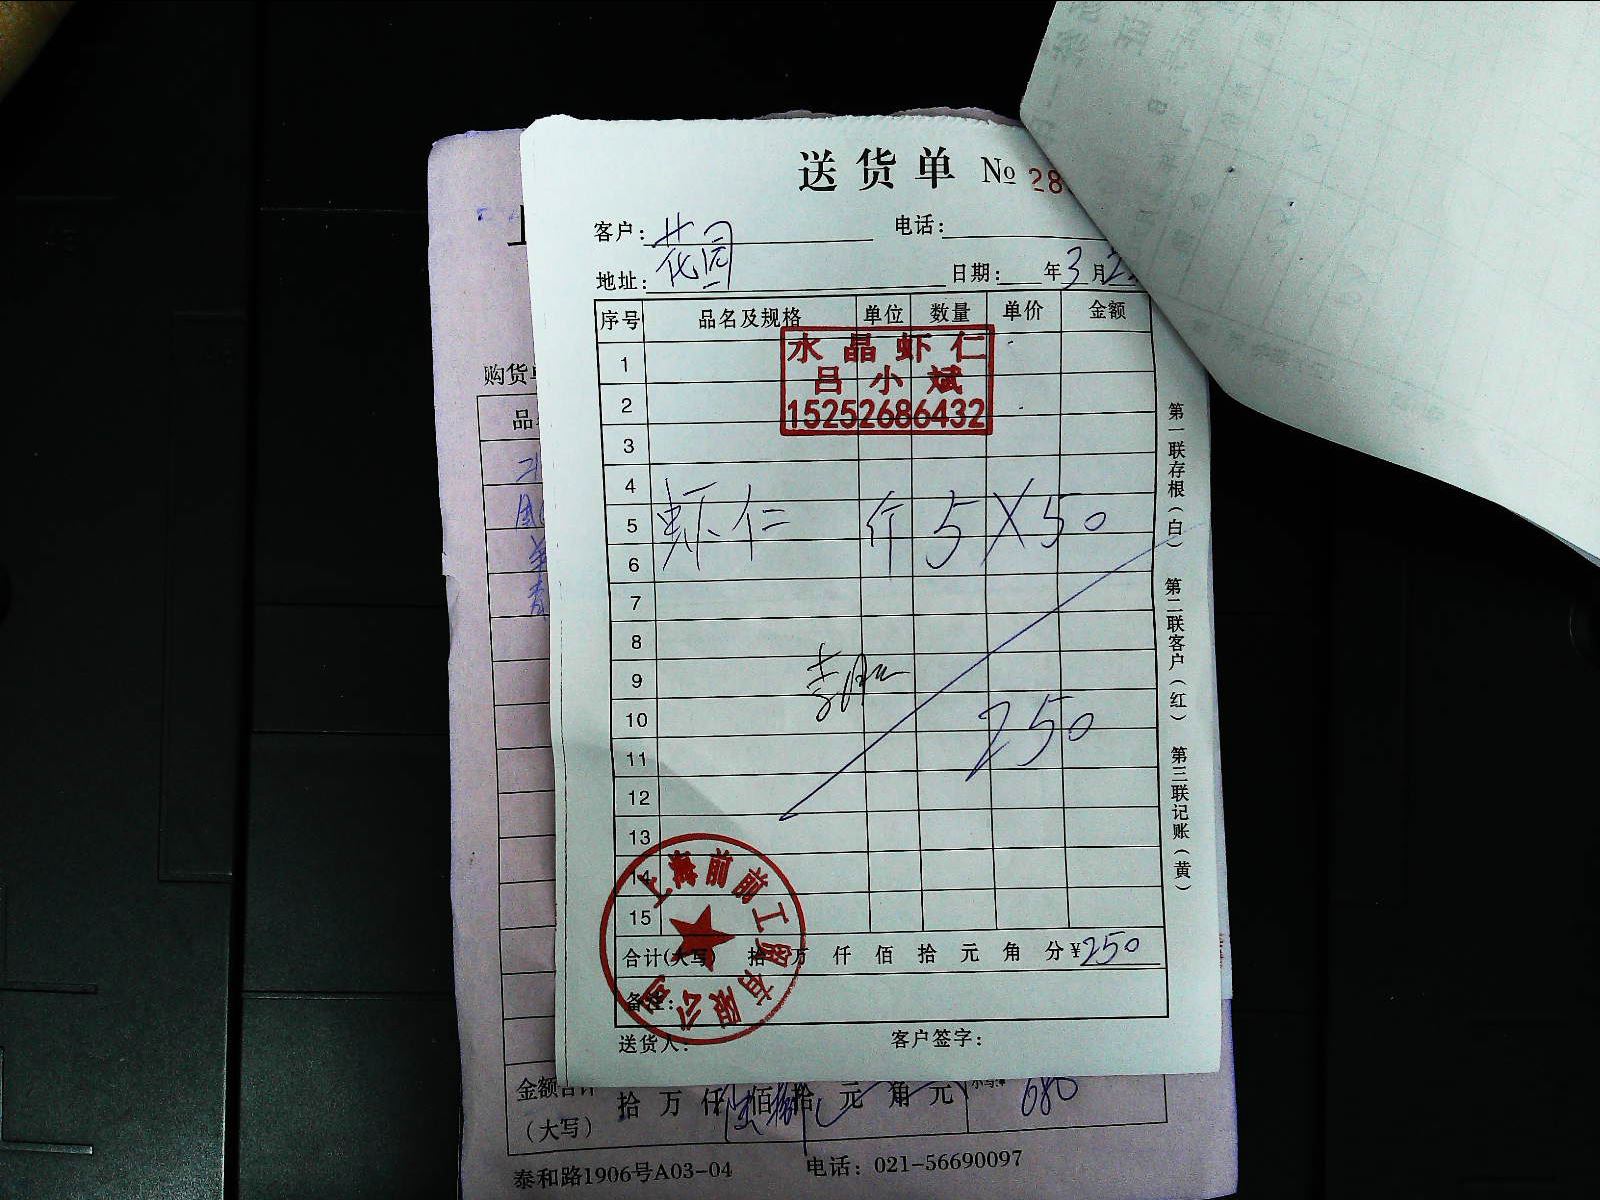 送货单 № 28
客户: 花园 电话:
地址: 日期: 年 3 月 2
序号 品名及规格 单位 数量 单价 金额
水晶虾仁
吕小斌
15252686432
1
2
3
4
5 虾仁 斤 5 X 50
6
7
8
9
10 250
11
12
13
14
15
合计(大写) 拾 万 仟 佰 拾 元 角 分 ¥250
备注:
送货人: 客户签字:
上海前前工贸有限公司
第一联存根(白) 第二联客户(红) 第三联记账(黄)
购货单
品
金额合计
(大写)
拾 万 仟 佰 拾 元 角 元 小写:¥ 680
泰和路1906号A03-04 电话: 021-56690097